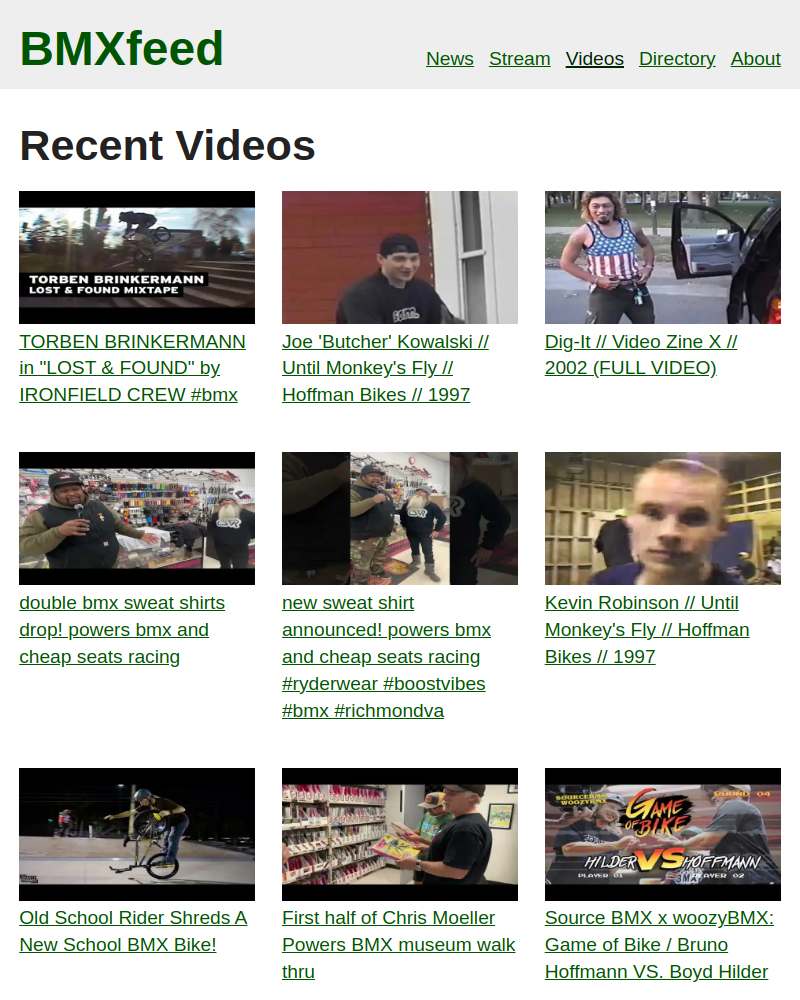 BMXfeed
News Stream Videos Directory About
Recent Videos
TORBEN BRINKERMANN
LOST & FOUND MIXTAPE
TORBEN BRINKERMANN
in "LOST & FOUND" by
IRONFIELD CREW #bmx
Joe 'Butcher' Kowalski //
Until Monkey's Fly //
Hoffman Bikes // 1997
Dig-It // Video Zine X //
2002 (FULL VIDEO)
double bmx sweat shirts
drop! powers bmx and
cheap seats racing
CSR
new sweat shirt
announced! powers bmx
and cheap seats racing
#ryderwear #boostvibes
#bmx #richmondva
Kevin Robinson // Until
Monkey's Fly // Hoffman
Bikes // 1997
Old School Rider Shreds A
New School BMX Bike!
First half of Chris Moeller
Powers BMX museum walk
thru
SOURCEBMX
WOOZYBMX
ROUND 04
GAME
OF BIKE
HILDER VS HOFFMANN
PLAYER 01
PLAYER 02
Source BMX x woozyBMX:
Game of Bike / Bruno
Hoffmann VS. Boyd Hilder